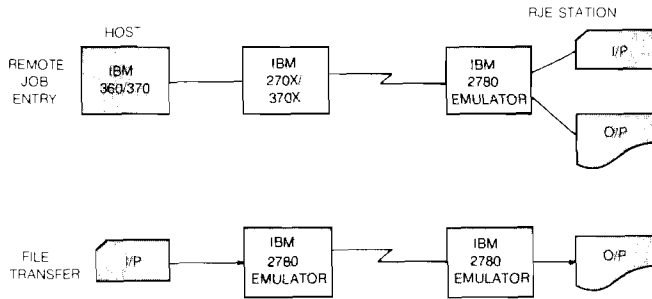 RJE STATION
HOST
REMOTE
JOB
ENTRY
IBM
360/370
IBM
270X/
370X
IBM
2780
EMULATOR
I/P
O/P
FILE
TRANSFER
I/P
IBM
2780
EMULATOR
IBM
2780
EMULATOR
O/P